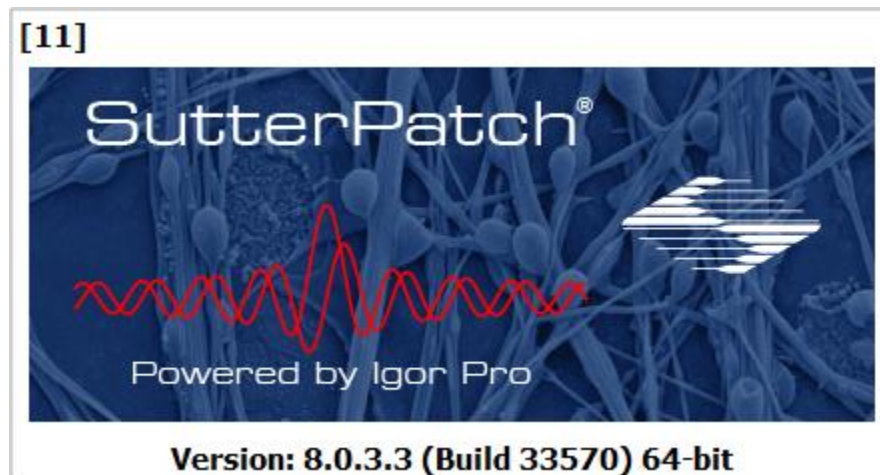 [11]
SutterPatch®
Powered by Igor Pro
Version: 8.0.3.3 (Build 33570) 64-bit